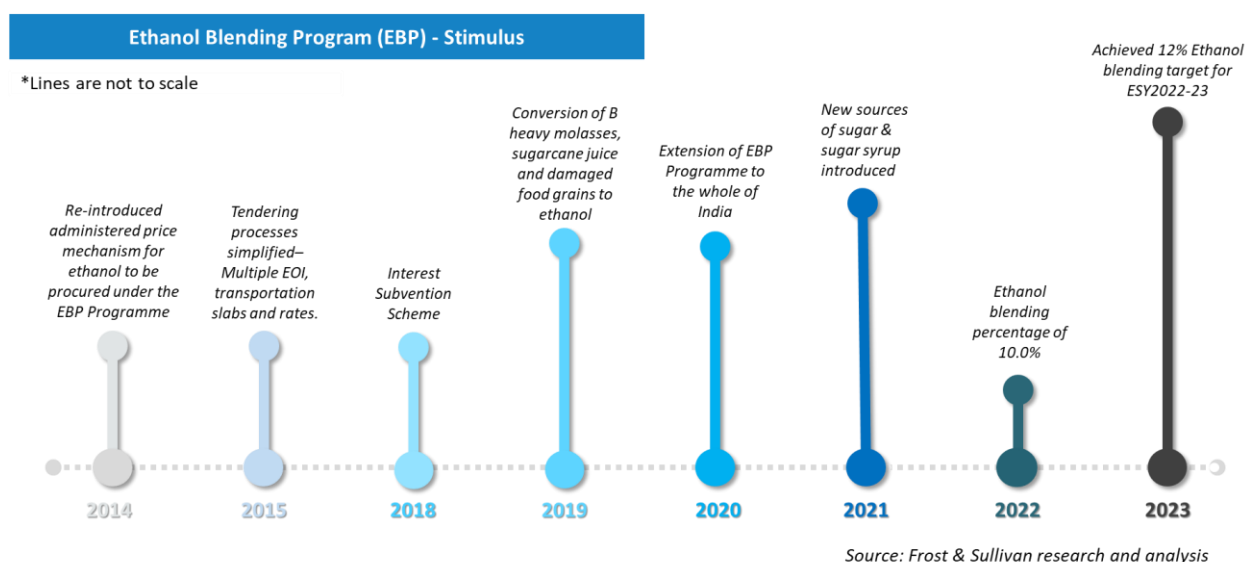 Ethanol Blending Program (EBP) - Stimulus
*Lines are not to scale
Re-introduced
administered price
mechanism for
ethanol to be
procured under the
EBP Programme
Tendering
processes
simplified–
Multiple EOI,
transportation
slabs and rates.
Interest
Subvention
Scheme
Conversion of B
heavy molasses,
sugarcane juice
and damaged
food grains to
ethanol
Extension of EBP
Programme to
the whole of
India
New sources
of sugar &
sugar syrup
introduced
Ethanol
blending
percentage of
10.0%
Achieved 12% Ethanol
blending target for
ESY2022-23
2014
2015
2018
2019
2020
2021
2022
2023
Source: Frost & Sullivan research and analysis